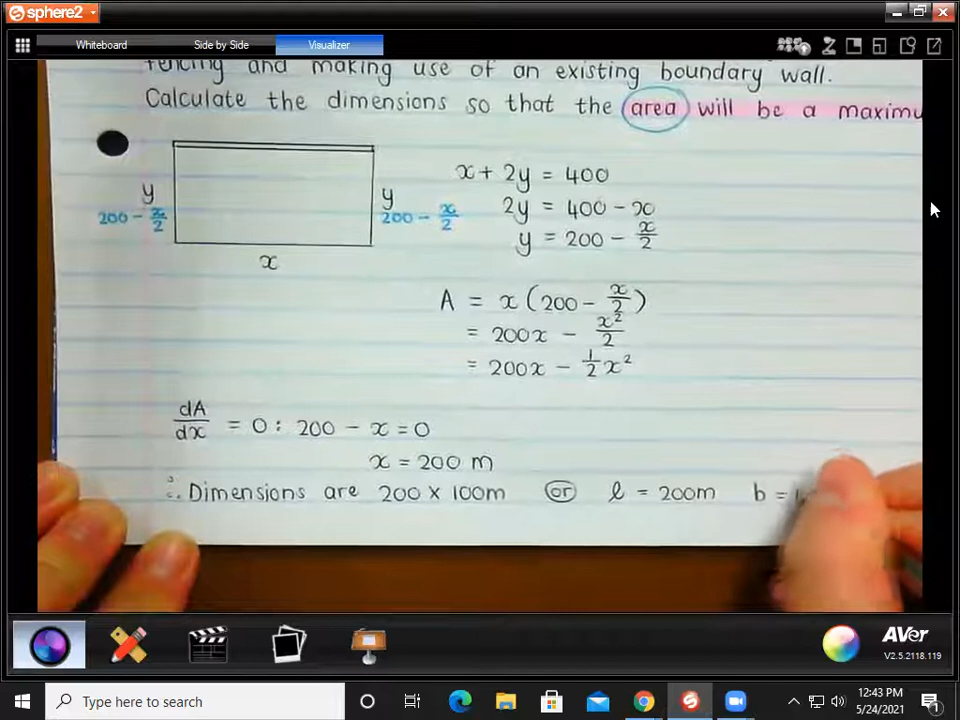 sphere2
Whiteboard
Side by Side
Visualizer
fencing and making use of an existing boundary wall.
Calculate the dimensions so that the area will be a maximu
y
200 - x/2
y
200 - x/2
x
x + 2y = 400
2y = 400 - x
y = 200 - x/2
A = x(200 - x/2)
= 200x - x²/2
= 200x - 1/2x²
dA/dx = 0 : 200 - x = 0
x = 200 m
∴ Dimensions are 200 x 100m or l = 200m b =
AVer
V2.5.2118.119
Type here to search
12:43 PM
5/24/2021
1